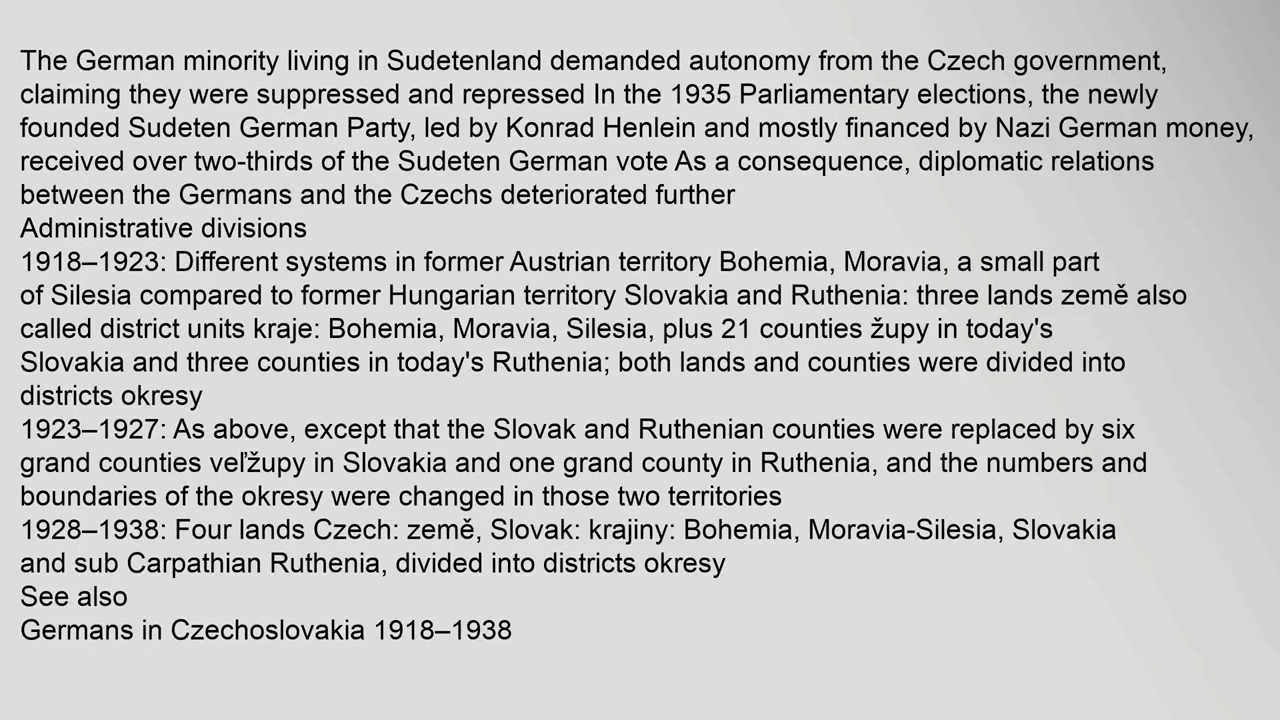 The German minority living in Sudetenland demanded autonomy from the Czech government,
claiming they were suppressed and repressed In the 1935 Parliamentary elections, the newly
founded Sudeten German Party, led by Konrad Henlein and mostly financed by Nazi German money,
received over two-thirds of the Sudeten German vote As a consequence, diplomatic relations
between the Germans and the Czechs deteriorated further
Administrative divisions
1918–1923: Different systems in former Austrian territory Bohemia, Moravia, a small part
of Silesia compared to former Hungarian territory Slovakia and Ruthenia: three lands země also
called district units kraje: Bohemia, Moravia, Silesia, plus 21 counties župy in today's
Slovakia and three counties in today's Ruthenia; both lands and counties were divided into
districts okresy
1923–1927: As above, except that the Slovak and Ruthenian counties were replaced by six
grand counties veľžupy in Slovakia and one grand county in Ruthenia, and the numbers and
boundaries of the okresy were changed in those two territories
1928–1938: Four lands Czech: země, Slovak: krajiny: Bohemia, Moravia-Silesia, Slovakia
and sub Carpathian Ruthenia, divided into districts okresy
See also
Germans in Czechoslovakia 1918–1938